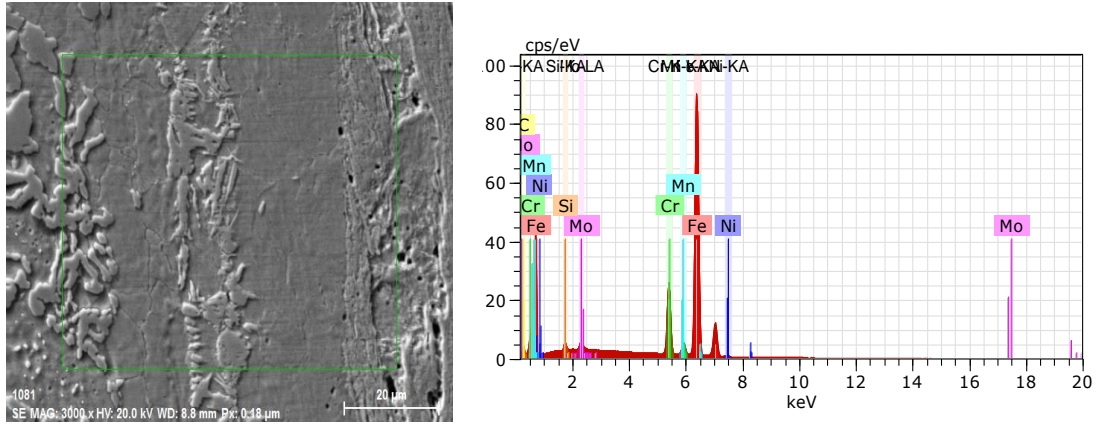 1081
SE MAG: 3000 x HV: 20.0 kV WD: 8.8 mm Px: 0.18 µm
20 µm
cps/eV
00
80
60
40
20
0
C
Mn
Ni
Cr
Fe
Si
Mo
Mn
Cr
Fe
Ni
Mo
2 4 6 8 10 12 14 16 18 20
keV